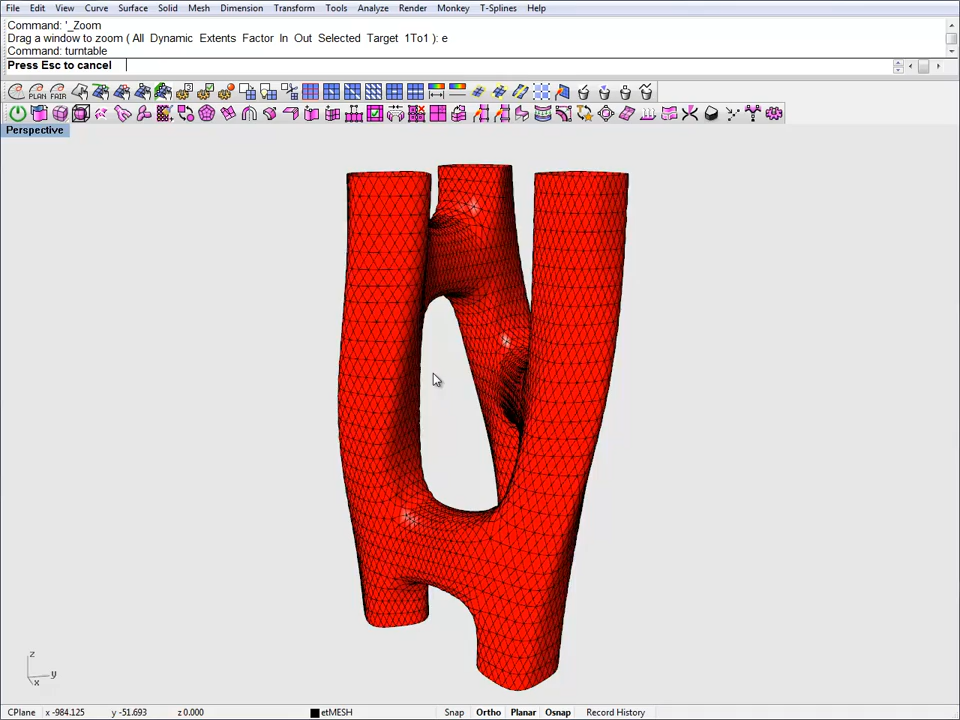 File Edit View Curve Surface Solid Mesh Dimension Transform Tools Analyze Render Monkey T-Splines Help
Command: '_Zoom
Drag a window to zoom ( All Dynamic Extents Factor In Out Selected Target 1To1 ): e
Command: turntable
Press Esc to cancel
PLAN FAIR
Perspective
z
y
x
CPlane x -984.125 y -51.693 z 0.000 etMESH Snap Ortho Planar Osnap Record History